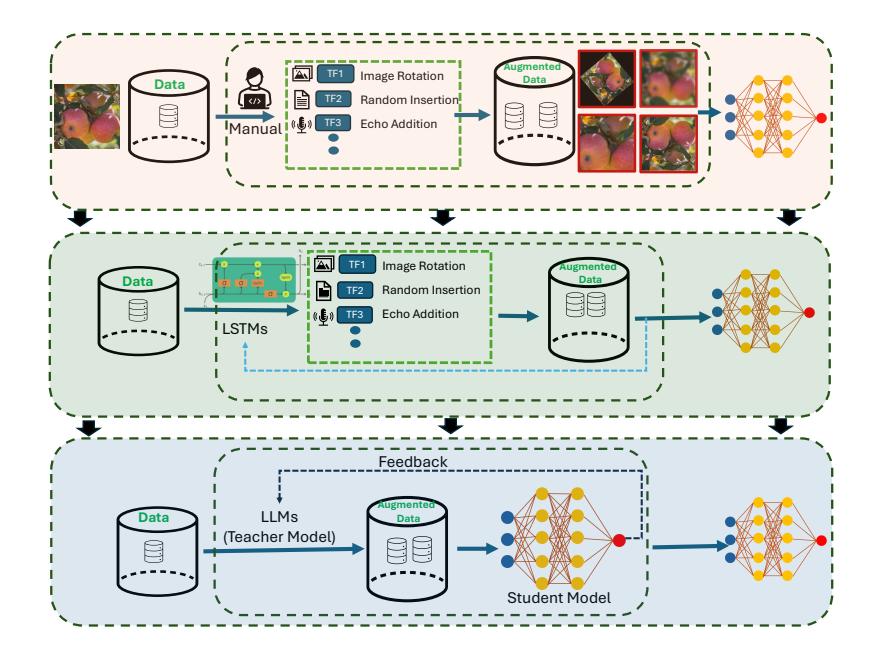 Data
Manual
TF1 Image Rotation
TF2 Random Insertion
TF3 Echo Addition
Augmented
Data
Data
LSTMs
TF1 Image Rotation
TF2 Random Insertion
TF3 Echo Addition
Augmented
Data
Feedback
Data
LLMs
(Teacher Model)
Augmented
Data
Student Model